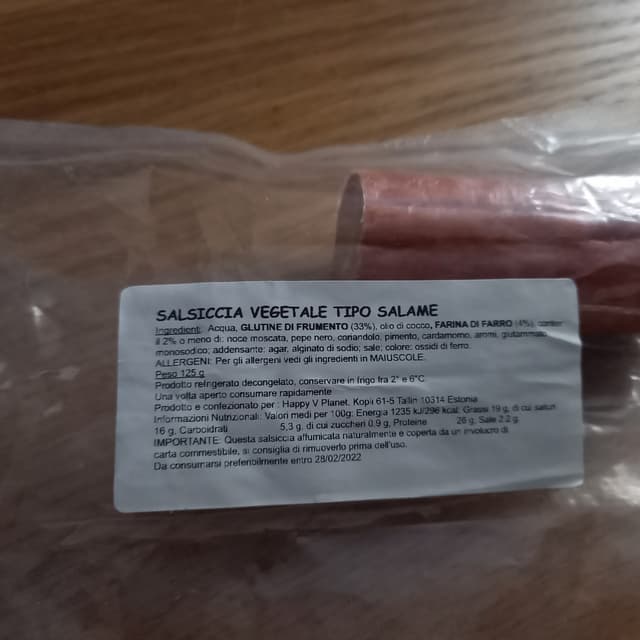 SALSICCIA VEGETALE TIPO SALAME
Ingredienti: Acqua, GLUTINE DI FRUMENTO (33%), olio di cocco, FARINA DI FARRO (4%), contiene
il 2% o meno di: noce moscata, pepe nero, coriandolo, pimento, cardamomo, aromi, glutammato
monosodico; addensante: agar, alginato di sodio; sale; colore: ossidi di ferro.
ALLERGENI: Per gli allergeni vedi gli ingredienti in MAIUSCOLE.
Peso 125 g
Prodotto refrigerato decongelato, conservare in frigo fra 2° e 6°C
Una volta aperto consumare rapidamente
Prodotto e confezionato per : Happy V Planet. Kopli 61-5 Tallin 10314 Estonia
Informazioni Nutrizionali: Valori medi per 100g: Energia 1235 kJ/296 kcal: Grassi 19 g, di cui saturi
16 g, Carboidrati 5,3 g, di cui zuccheri 0.9 g, Proteine 26 g, Sale 2.2 g.
IMPORTANTE: Questa salsiccia affumicata naturalmente e coperta da un involucro di
carta commestibile, si consiglia di rimuoverlo prima dell'uso.
Da consumarsi preferibilmente entro 28/02/2022